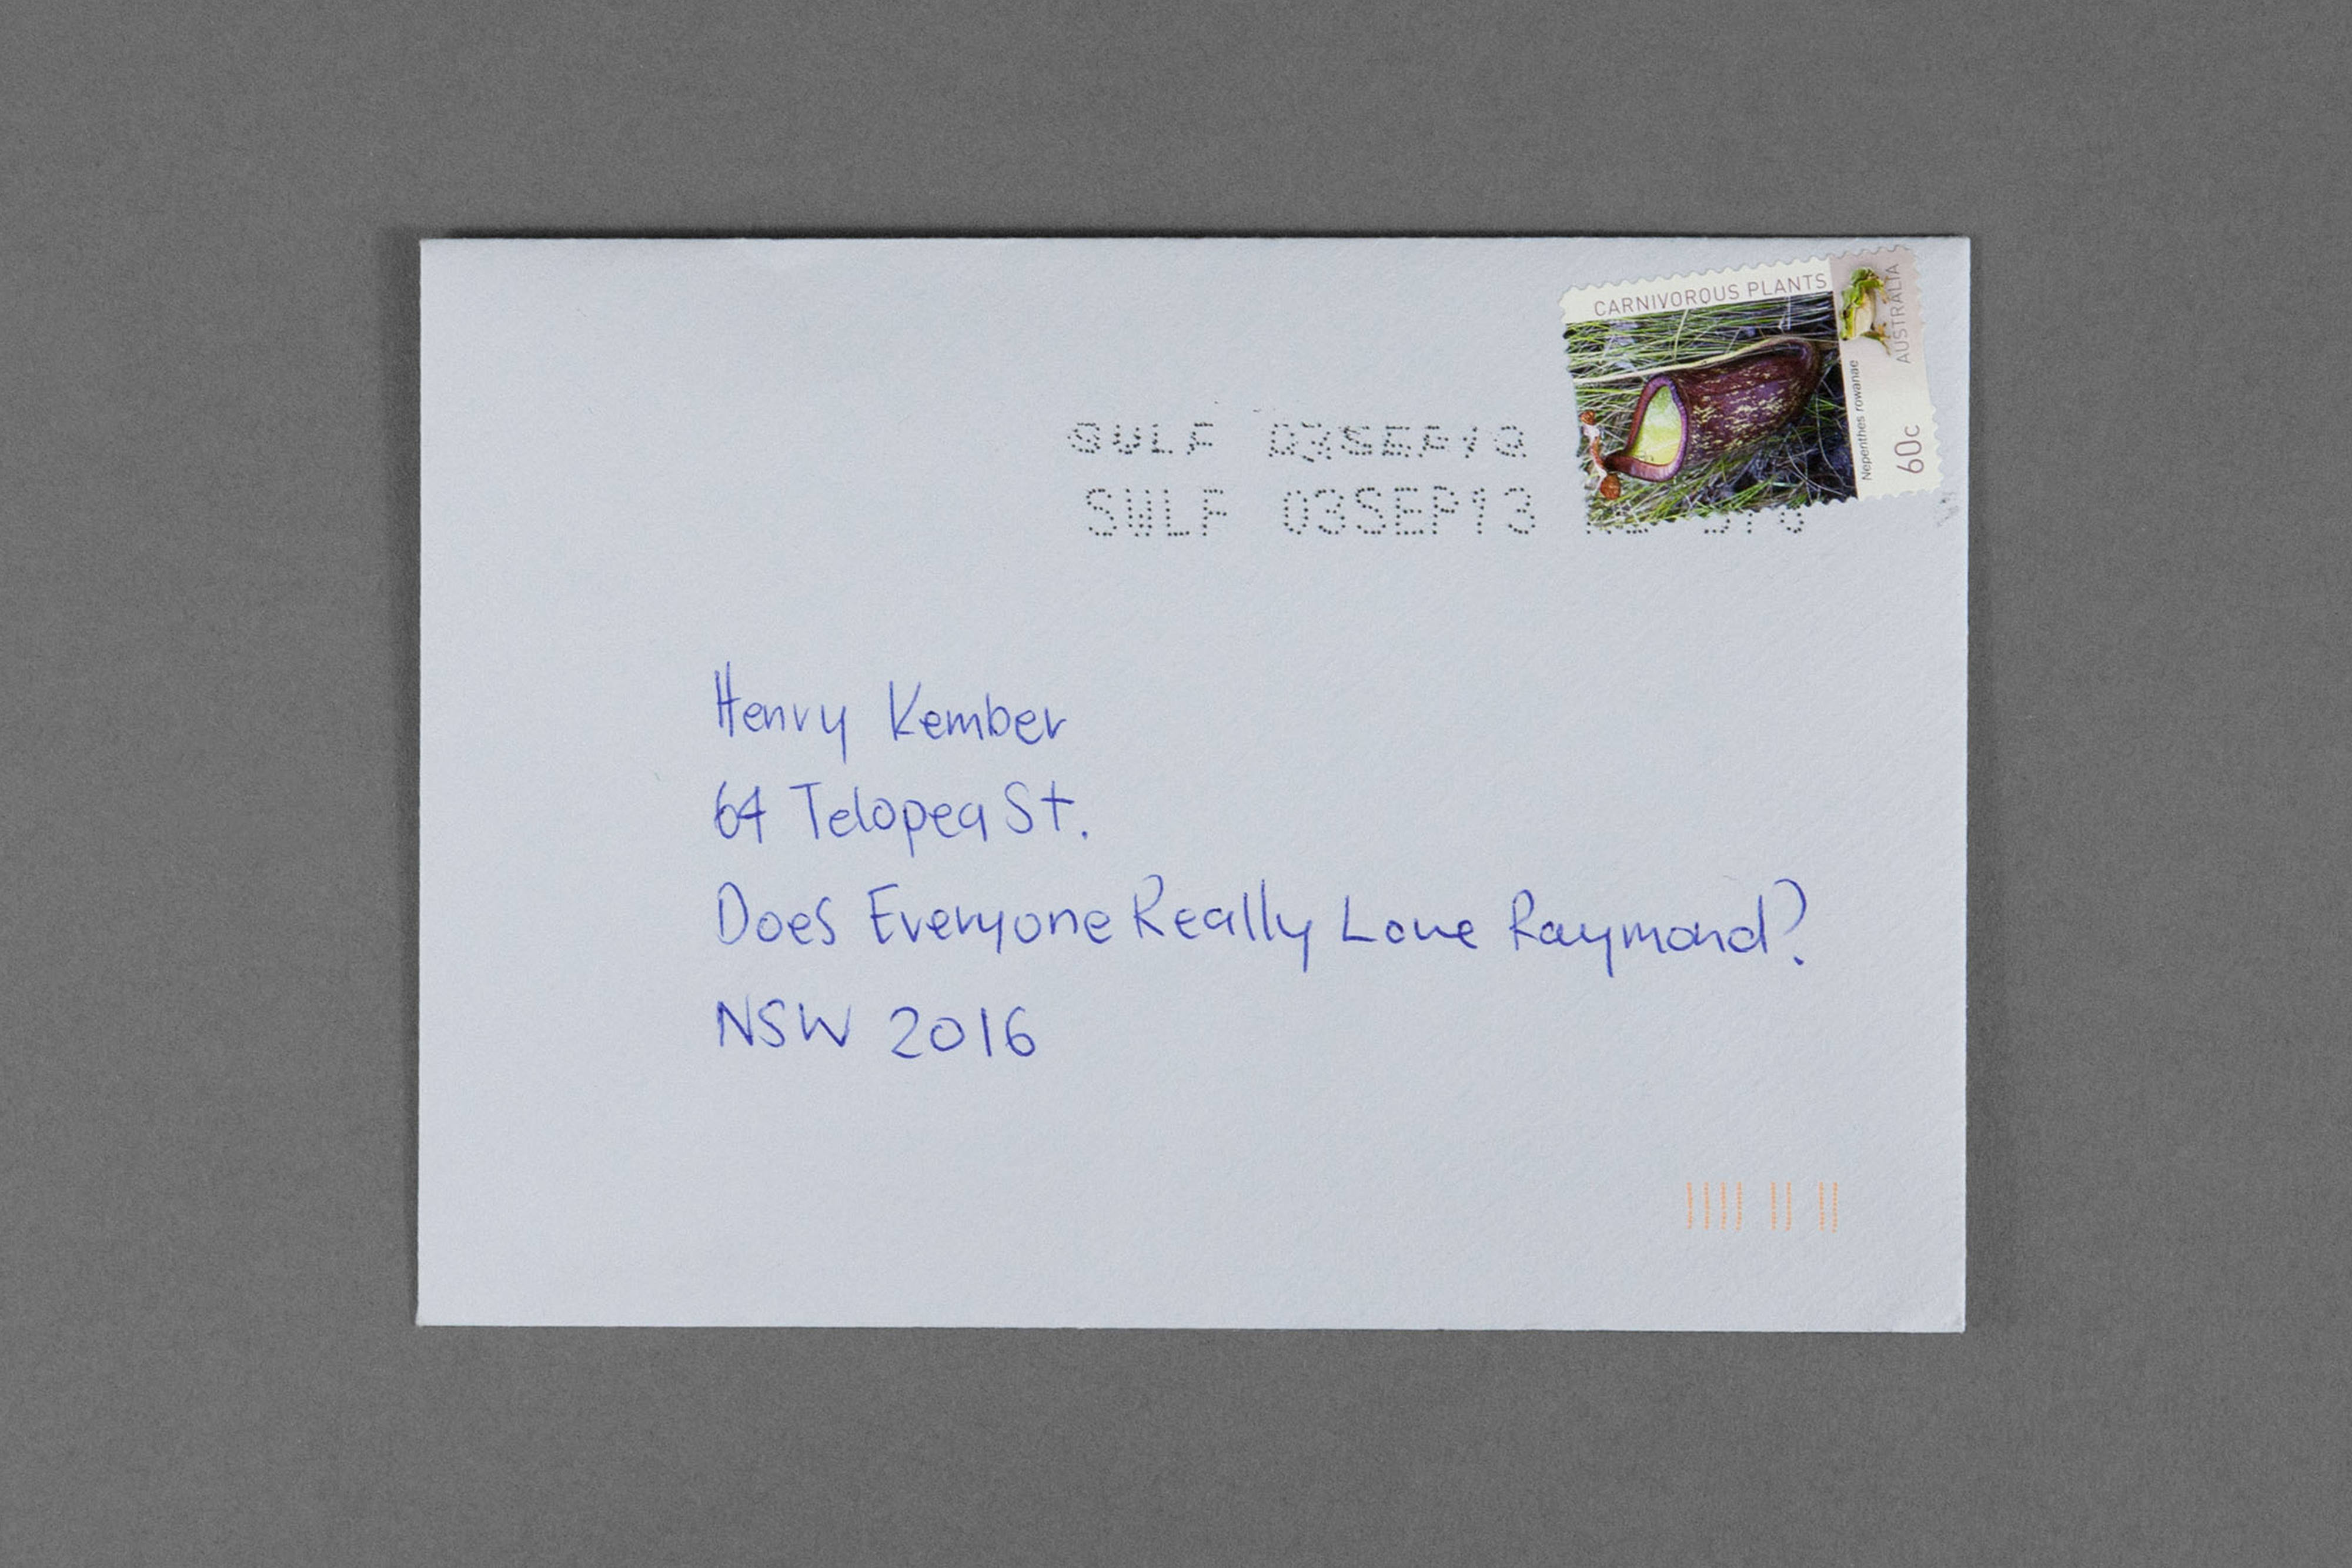 CARNIVOROUS PLANTS
AUSTRALIA
Nepenthes rowanae
60c
SWLF 03SEP13
SWLF 03SEP13
Henry Kember
64 Telopea St.
Does Everyone Really Love Raymond?
NSW 2016